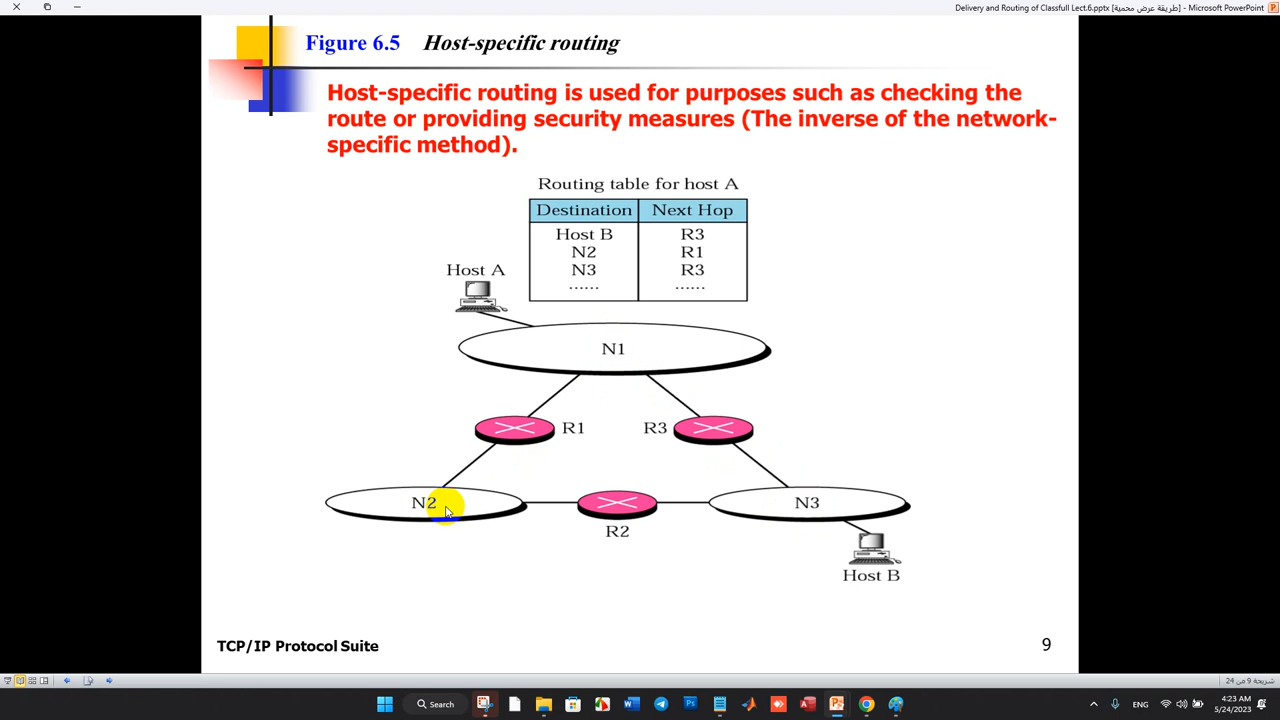 Delivery and Routing of Classfull Lect.6.pptx [طريقة عرض محمية] - Microsoft PowerPoint
Figure 6.5 Host-specific routing
Host-specific routing is used for purposes such as checking the
route or providing security measures (The inverse of the network-
specific method).
Routing table for host A
Destination Next Hop
Host B R3
N2 R1
N3 R3
...... ......
Host A
N1
R1 R3
N2 N3
R2
Host B
TCP/IP Protocol Suite 9
شريحة 9 من 24
Search
ENG
4:23 AM
5/24/2023